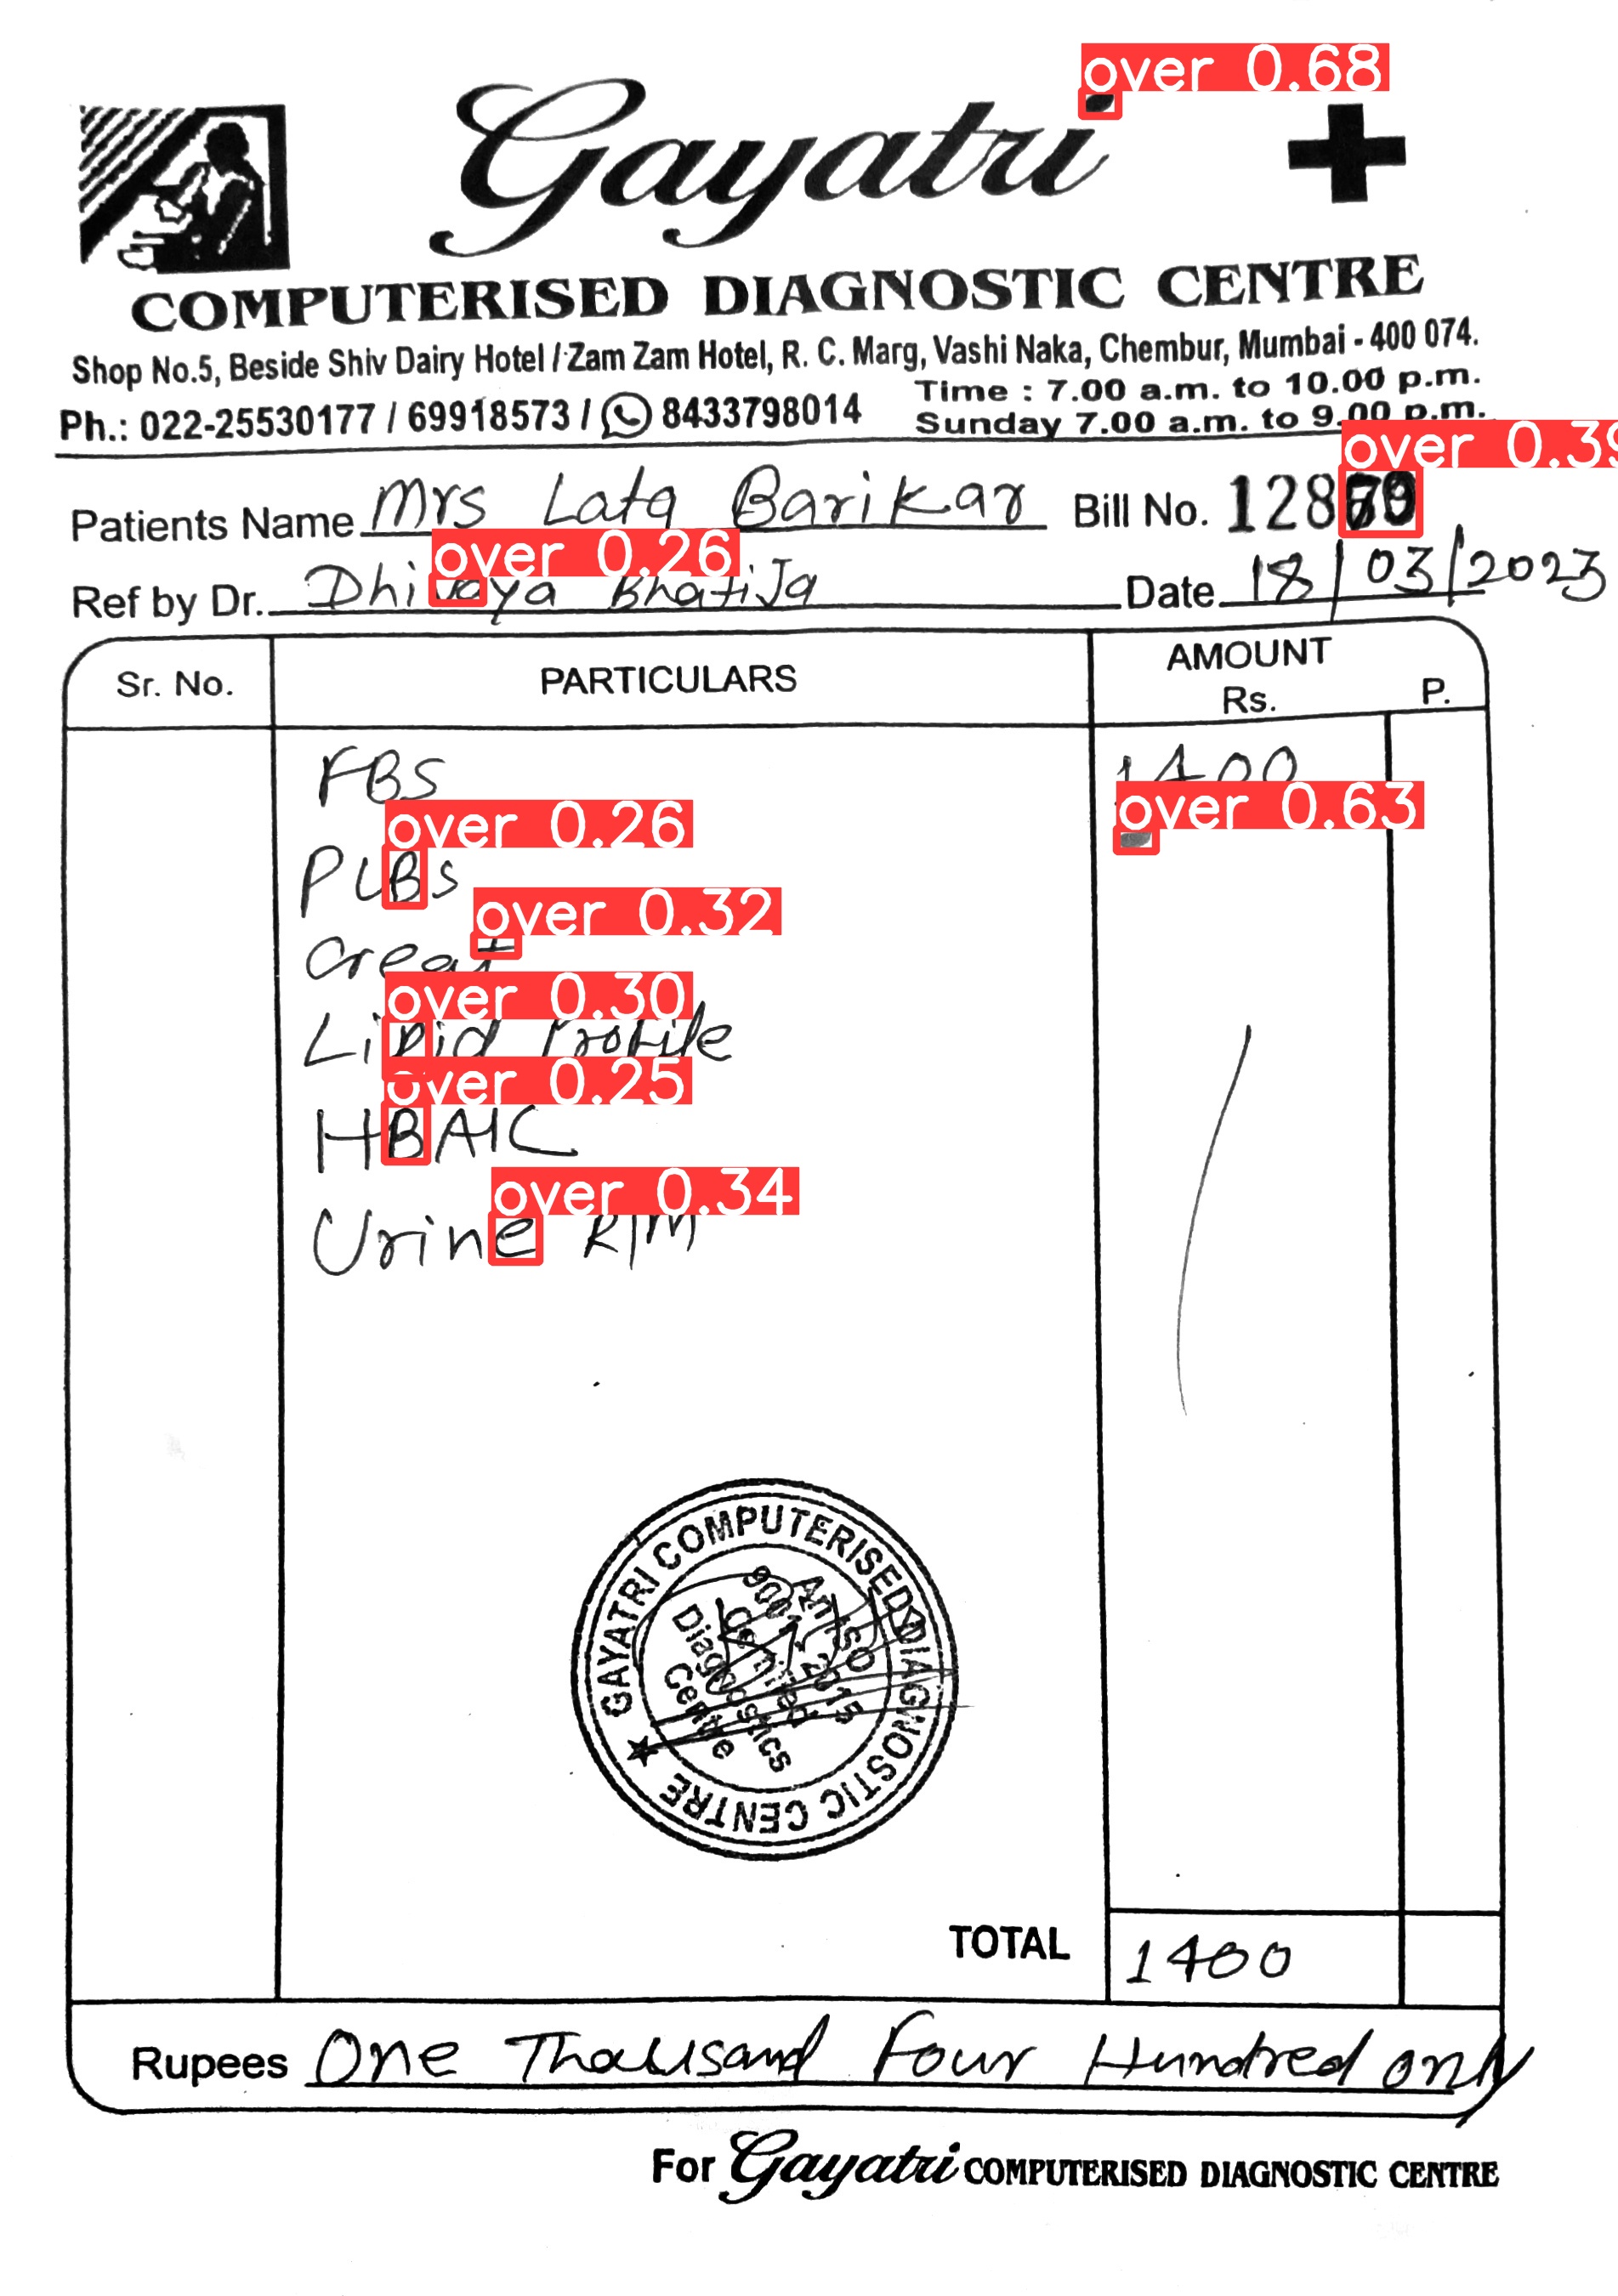 over 0.68
Gayatri
COMPUTERISED DIAGNOSTIC CENTRE
Shop No.5, Beside Shiv Dairy Hotel / Zam Zam Hotel, R. C. Marg, Vashi Naka, Chembur, Mumbai - 400 074.
Time : 7.00 a.m. to 10.00 p.m.
Ph.: 022-25530177 / 69918573 / 8433798014
Sunday 7.00 a.m. to 9.00 p.m.
over 0.39
Patients Name Mrs Lata Barikar Bill No. 128
over 0.26
Ref by Dr. Bhatija Date 18/03/2023
Sr. No. PARTICULARS AMOUNT Rs. P.
FBS 1400
over 0.26 over 0.63
PLBS
over 0.32
Creat
over 0.30
Lipid Profile
over 0.25
HBAIC
over 0.34
Urine R/M
GAYATRI COMPUTERISED DIAGNOSTIC CENTRE
An ISO
9001:2015
Certified
Diagnostics
Centre
TOTAL 1400
Rupees One Thousand Four Hundred only
For Gayatri COMPUTERISED DIAGNOSTIC CENTRE